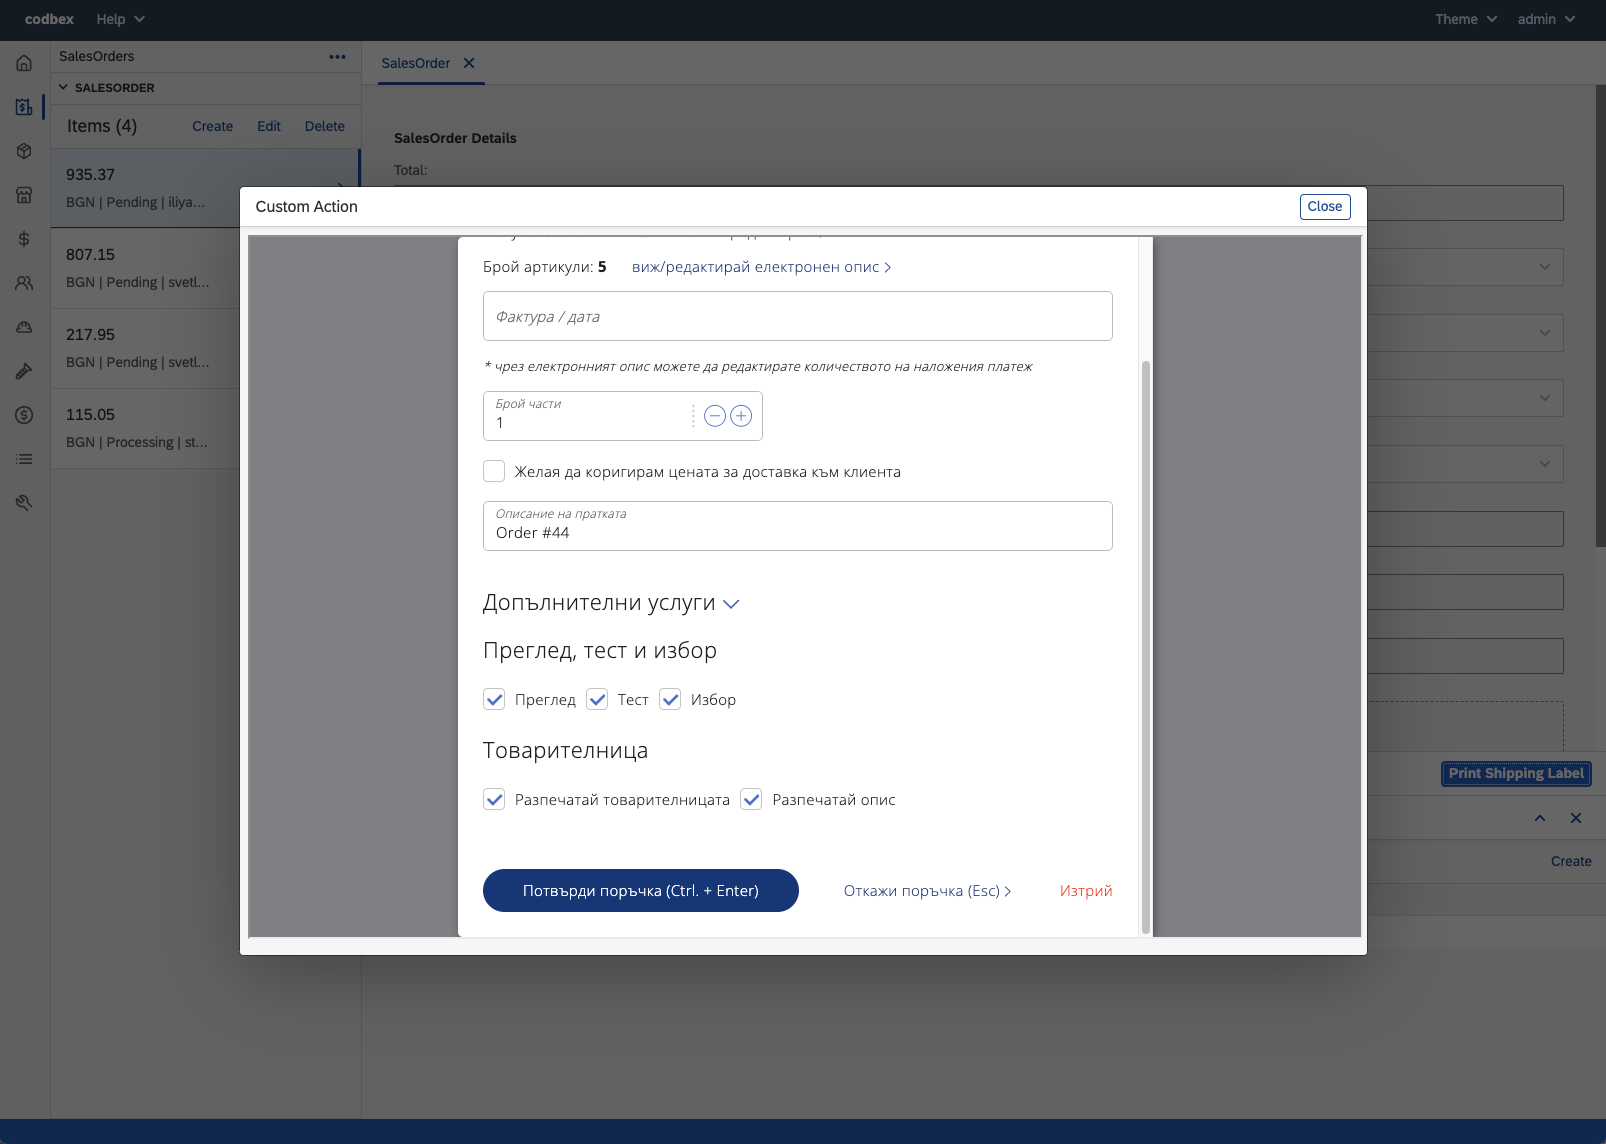 codbex Help Theme admin
SalesOrders
SALESORDER
Items (4) Create Edit Delete
935.37
BGN | Pending | iliya...
807.15
BGN | Pending | svetl...
217.95
BGN | Pending | svetl...
115.05
BGN | Processing | st...
SalesOrder
SalesOrder Details
Total:
Custom Action Close
Брой артикули: 5 виж/редактирай електронен опис >
Фактура / дата
* чрез електронният опис можете да редактирате количеството на наложения платеж
Брой части
1
Желая да коригирам цената за доставка към клиента
Описание на пратката
Order #44
Допълнителни услуги
Преглед, тест и избор
Преглед Тест Избор
Товарителница
Разпечатай товарителницата Разпечатай опис
Потвърди поръчка (Ctrl. + Enter) Откажи поръчка (Esc) > Изтрий
Print Shipping Label
Create